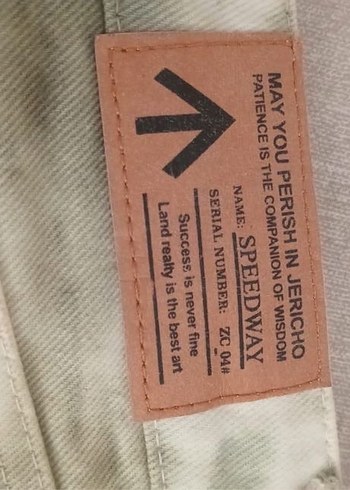 MAY YOU PERISH IN JERICHO
PATIENCE IS THE COMPANION OF WISDOM
NAME: SPEEDWAY
SERIAL NUMBER: ZC 04#
Success, is never fine
Land realty is the best art